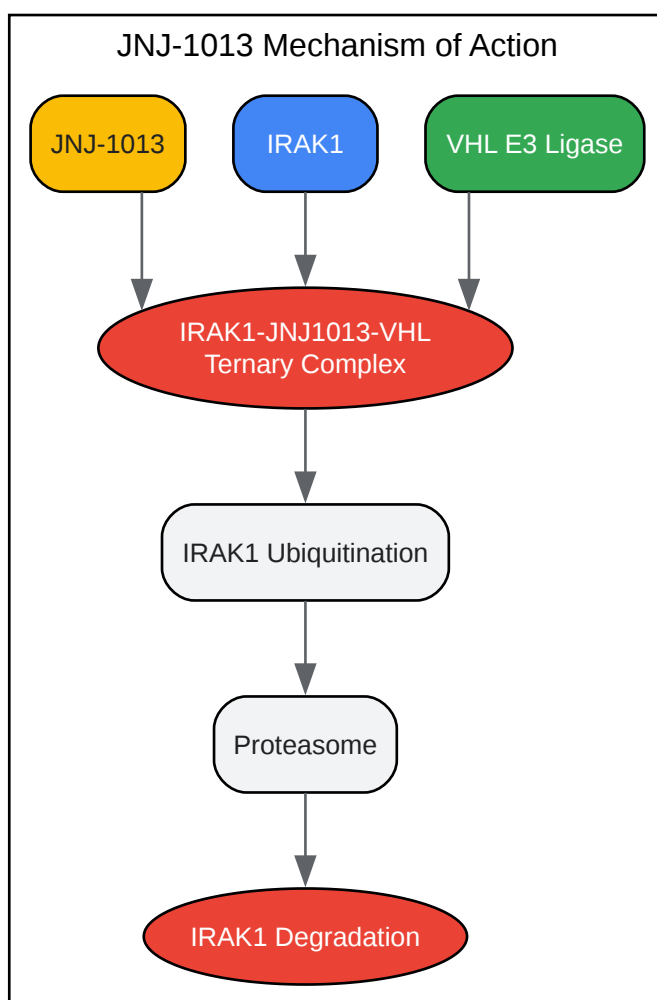 JNJ-1013 Mechanism of Action
JNJ-1013
IRAK1
VHL E3 Ligase
IRAK1-JNJ1013-VHL
Ternary Complex
IRAK1 Ubiquitination
Proteasome
IRAK1 Degradation